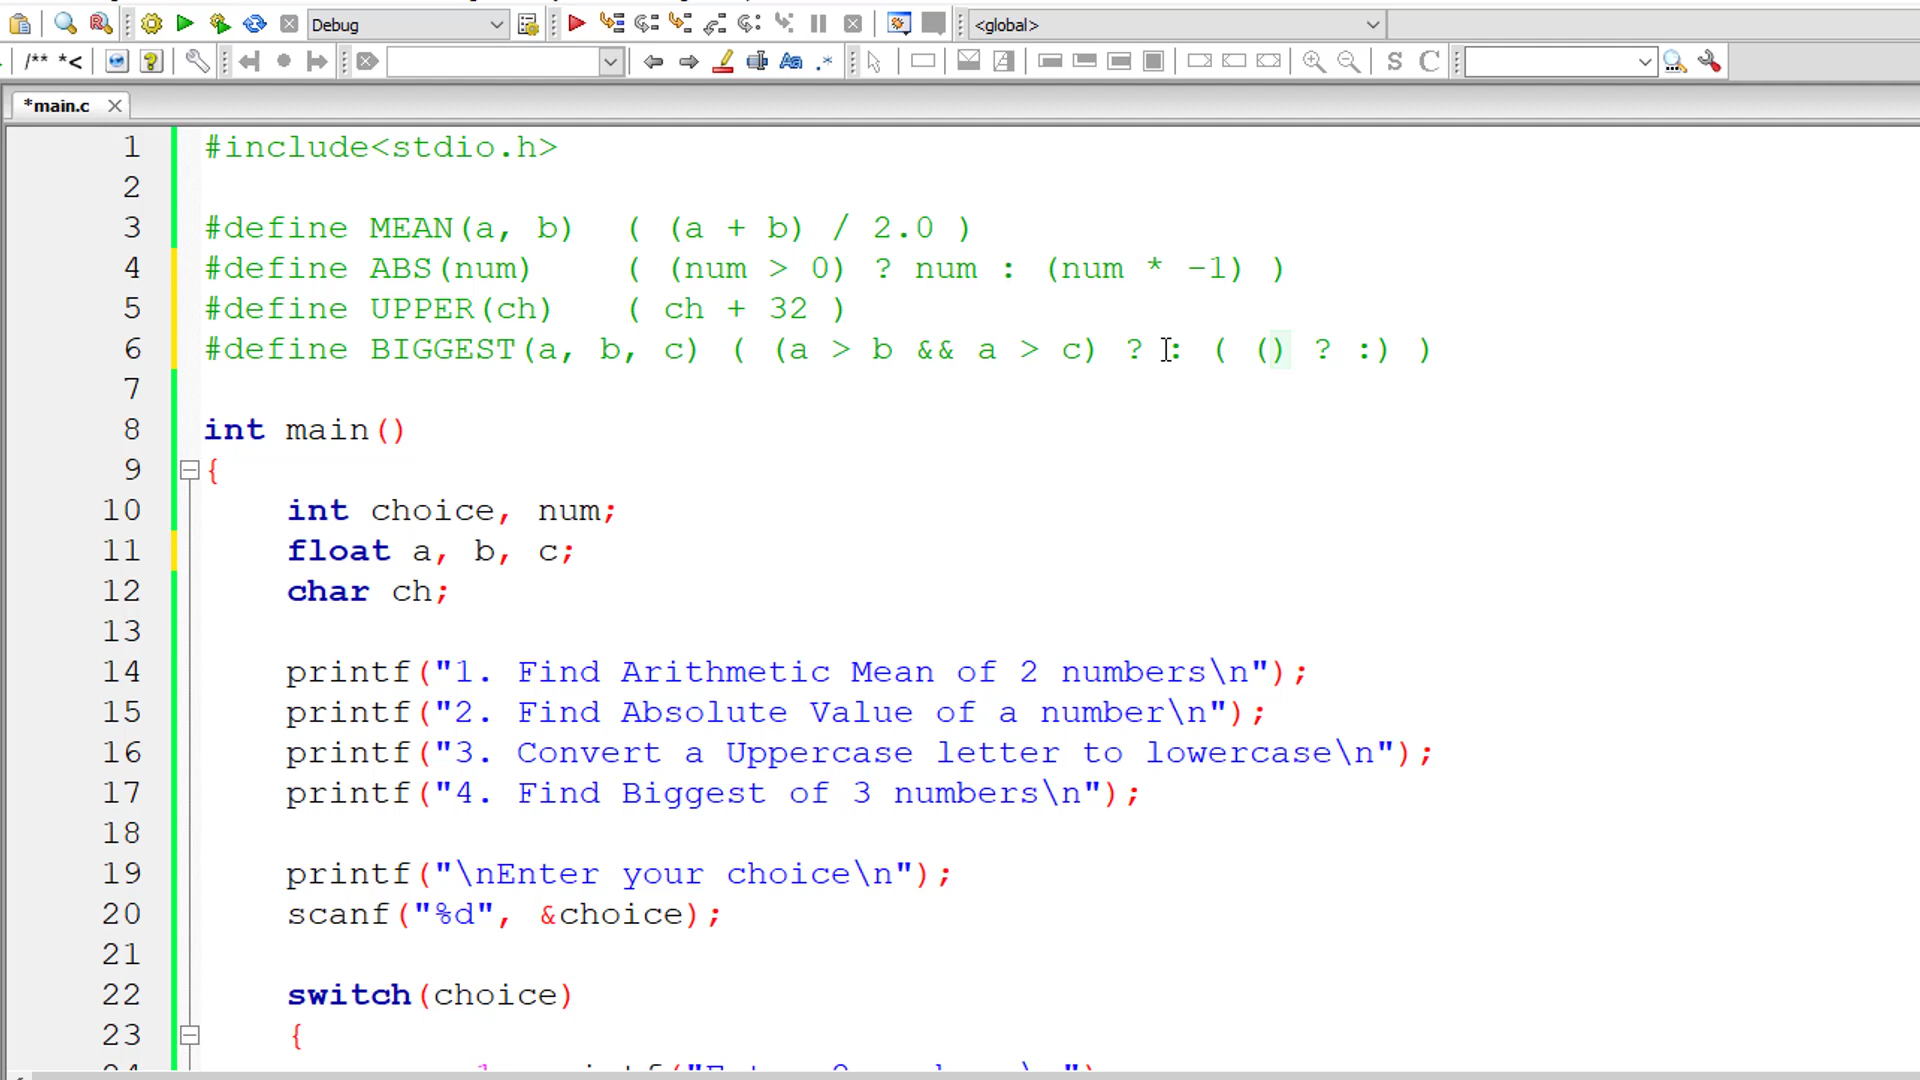 Debug <global>
/** *< Aa .* S C
*main.c
1 #include<stdio.h>
2
3 #define MEAN(a, b) ( (a + b) / 2.0 )
4 #define ABS(num) ( (num > 0) ? num : (num * -1) )
5 #define UPPER(ch) ( ch + 32 )
6 #define BIGGEST(a, b, c) ( (a > b && a > c) ? : ( () ? :) )
7
8 int main()
9 {
10 int choice, num;
11 float a, b, c;
12 char ch;
13
14 printf("1. Find Arithmetic Mean of 2 numbers\n");
15 printf("2. Find Absolute Value of a number\n");
16 printf("3. Convert a Uppercase letter to lowercase\n");
17 printf("4. Find Biggest of 3 numbers\n");
18
19 printf("\nEnter your choice\n");
20 scanf("%d", &choice);
21
22 switch(choice)
23 {